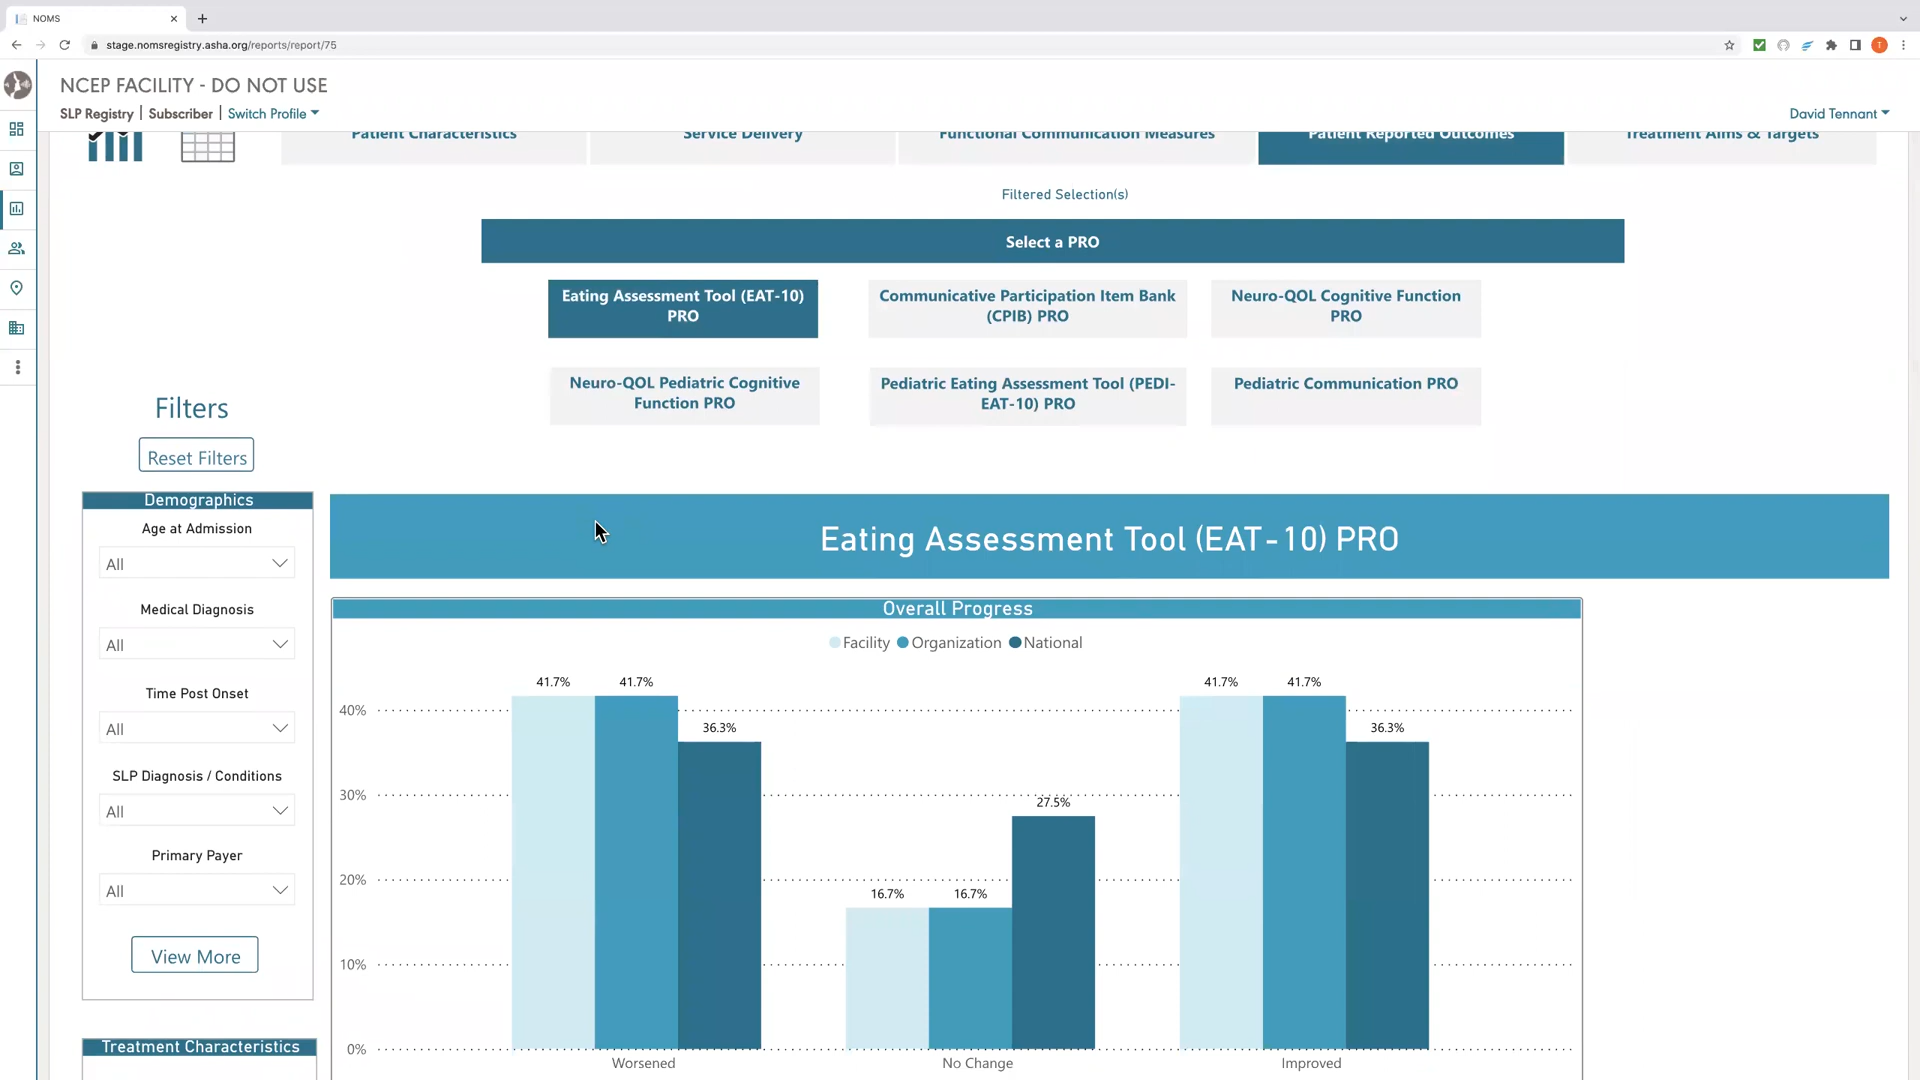 NOMS
stage.nomsregistry.asha.org/reports/report/75
T
NCEP FACILITY - DO NOT USE
SLP Registry | Subscriber | Switch Profile
David Tennant
Patient Characteristics
Service Delivery
Functional Communication Measures
Patient Reported Outcomes
Treatment Aims & Targets
Filtered Selection(s)
Select a PRO
Eating Assessment Tool (EAT-10)
PRO
Communicative Participation Item Bank
(CPIB) PRO
Neuro-QOL Cognitive Function
PRO
Neuro-QOL Pediatric Cognitive
Function PRO
Pediatric Eating Assessment Tool (PEDI-
EAT-10) PRO
Pediatric Communication PRO
Filters
Reset Filters
Demographics
Age at Admission
All
Medical Diagnosis
All
Time Post Onset
All
SLP Diagnosis / Conditions
All
Primary Payer
All
View More
Treatment Characteristics
Eating Assessment Tool (EAT-10) PRO
Overall Progress
Facility Organization National
41.7% 41.7% 36.3%
16.7% 16.7% 27.5%
41.7% 41.7% 36.3%
40%
30%
20%
10%
0%
Worsened No Change Improved